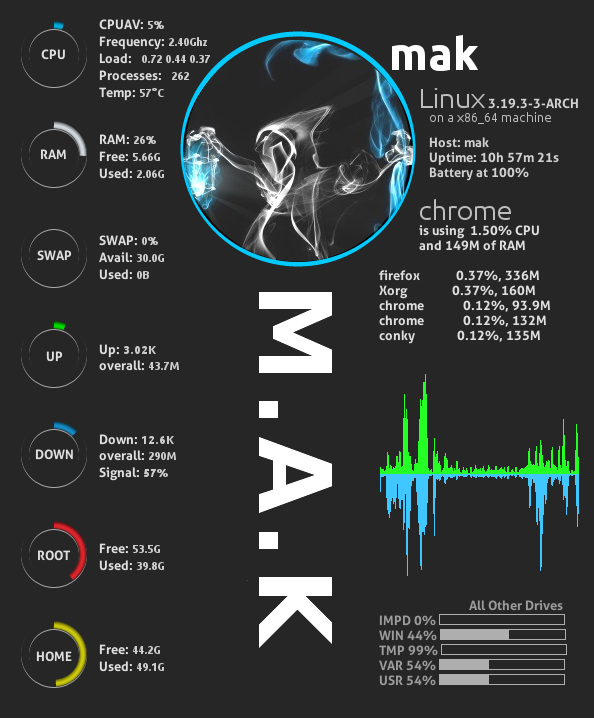 CPU
CPUAV: 5%
Frequency: 2.40Ghz
Load: 0.72 0.44 0.37
Processes: 262
Temp: 57°C
RAM
RAM: 26%
Free: 5.66G
Used: 2.06G
SWAP
SWAP: 0%
Avail: 30.0G
Used: 0B
UP
Up: 3.02K
overall: 43.7M
DOWN
Down: 12.6K
overall: 290M
Signal: 57%
ROOT
Free: 53.5G
Used: 39.8G
HOME
Free: 44.2G
Used: 49.1G
M.A.K
mak
Linux 3.19.3-3-ARCH
on a x86_64 machine
Host: mak
Uptime: 10h 57m 21s
Battery at 100%
chrome
is using 1.50% CPU
and 149M of RAM
firefox 0.37%, 336M
Xorg 0.37%, 160M
chrome 0.12%, 93.9M
chrome 0.12%, 132M
conky 0.12%, 135M
All Other Drives
IMPD 0%
WIN 44%
TMP 99%
VAR 54%
USR 54%